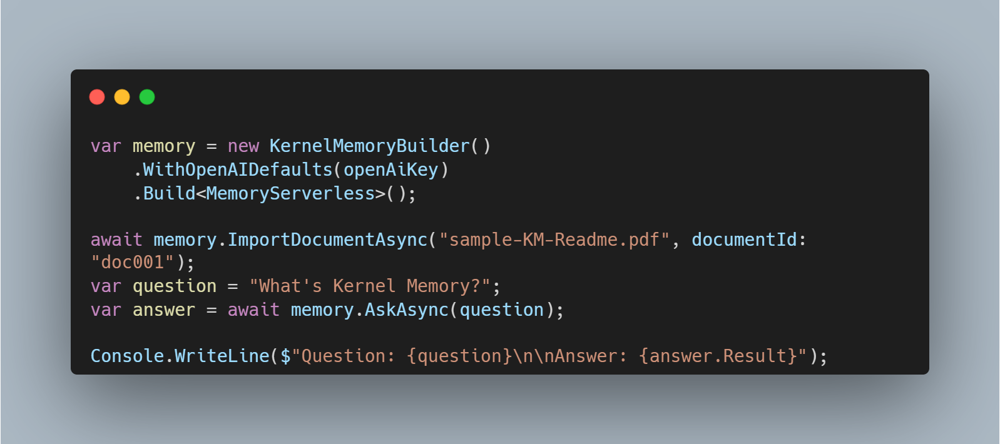 var memory = new KernelMemoryBuilder()
    .WithOpenAIDefaults(openAiKey)
    .Build<MemoryServerless>();

await memory.ImportDocumentAsync("sample-KM-Readme.pdf", documentId:
"doc001");
var question = "What's Kernel Memory?";
var answer = await memory.AskAsync(question);

Console.WriteLine($"Question: {question}\n\nAnswer: {answer.Result}");